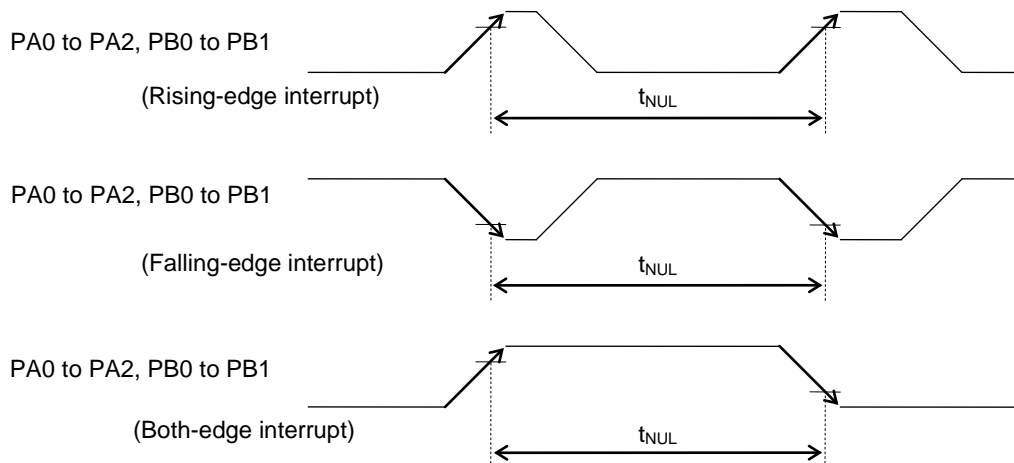 PA0 to PA2, PB0 to PB1
(Rising-edge interrupt)
tNUL
PA0 to PA2, PB0 to PB1
(Falling-edge interrupt)
tNUL
PA0 to PA2, PB0 to PB1
(Both-edge interrupt)
tNUL